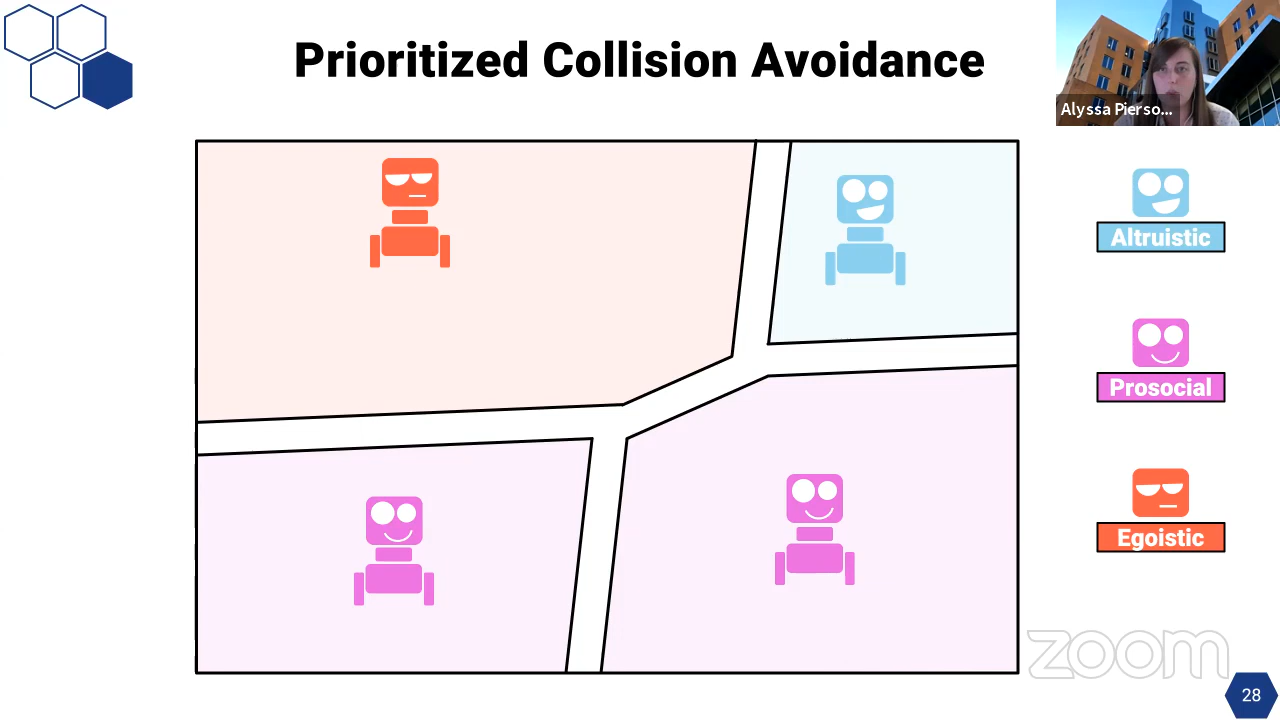 Prioritized Collision Avoidance
Alyssa Pierso...
Altruistic
Prosocial
Egoistic
zoom
28